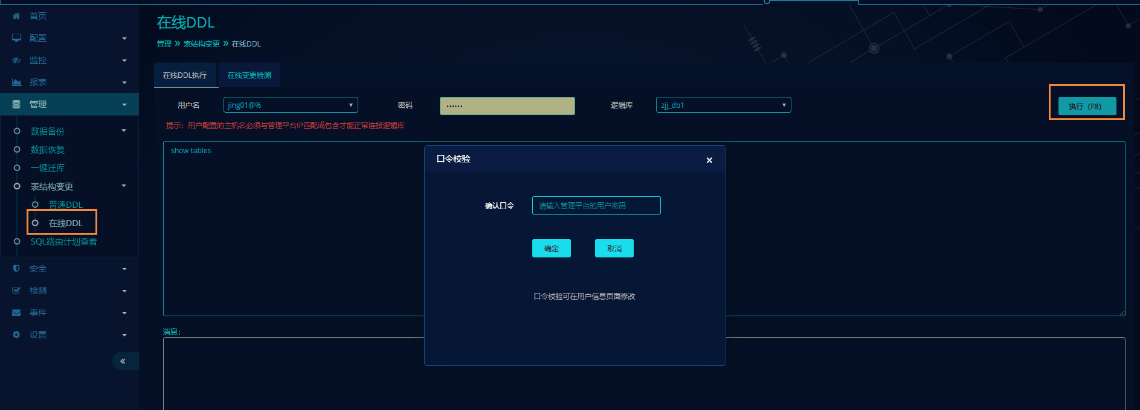 首页
配置
监控
报表
管理
数据备份
数据恢复
一键迁库
表结构变更
普通DDL
在线DDL
SQL路由计划查看
安全
检测
事件
设置
«
在线DDL
管理 » 表结构变更 » 在线DDL
在线DDL执行 在线变更检测
用户名 jing01@% 密码 •••••• 逻辑库 zjj_db1 执行（F8）
提示：用户配置的主机名必须与管理平台IP匹配或包含才能正常连接逻辑库
show tables
口令校验 ×
确认口令 请输入管理平台的用户密码
确定 取消
口令校验可在用户信息页面修改
消息：